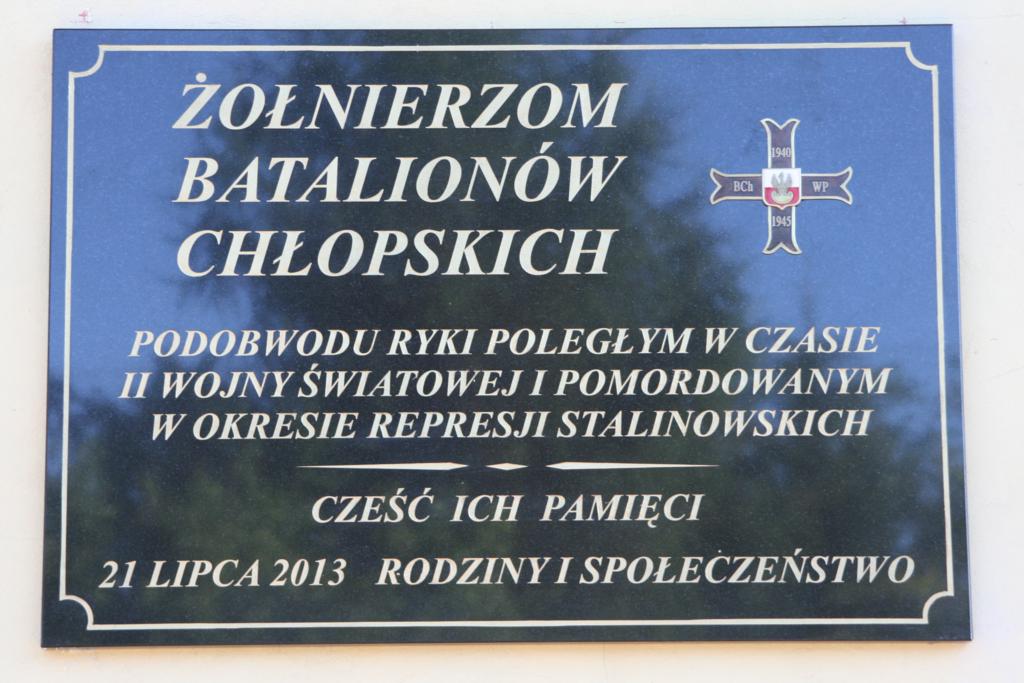 ŻOŁNIERZOM
BATALIONÓW
CHŁOPSKICH
1940
BCh WP
1945
PODOBWODU RYKI POLEGŁYM W CZASIE
II WOJNY ŚWIATOWEJ I POMORDOWANYM
W OKRESIE REPRESJI STALINOWSKICH
CZEŚĆ ICH PAMIĘCI
21 LIPCA 2013 RODZINY I SPOŁECZEŃSTWO